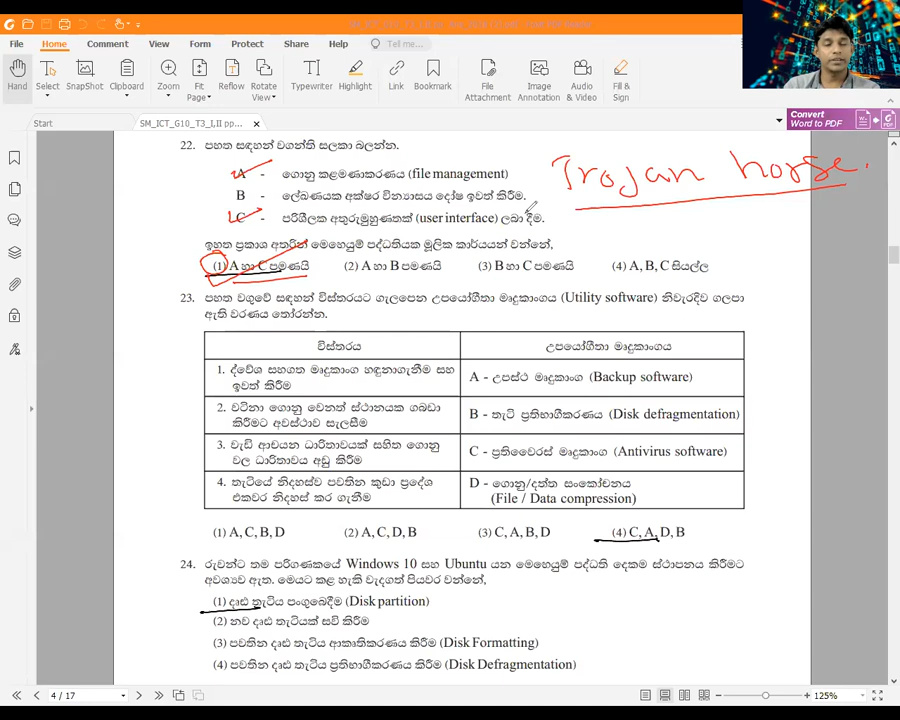 File Home Comment View Form Protect Share Help Tell me...
Hand Select SnapShot Clipboard Zoom Fit Page Reflow Rotate View Typewriter Highlight Link Bookmark File Attachment Image Annotation Audio & Video Fill & Sign
Start SM_ICT_G10_T3_I,II pp...
Convert Word to PDF
22. පහත සඳහන් වගන්ති සලකා බලන්න.
A - ගොනු කළමණාකරණය (file management)
B - ලේඛණයක අක්ෂර වින්‍යාසය දෝෂ ඉවත් කිරීම.
C - පරිශීලක අතුරුමුහුණතක් (user interface) ලබා දීම.
Trojan horse.
ඉහත ප්‍රකාශ අතරින් මෙහෙයුම් පද්ධතියක මූලික කාර්යයන් වන්නේ,
(1) A හා C පමණයි (2) A හා B පමණයි (3) B හා C පමණයි (4) A, B, C සියල්ල
23. පහත වගුවේ සඳහන් විස්තරයට ගැලපෙන උපයෝගීතා මෘදුකාංගය (Utility software) නිවැරදිව ගලපා
ඇති වරණය තෝරන්න.
විස්තරය උපයෝගීතා මෘදුකාංගය
1. ද්වේශ සහගත මෘදුකාංග හඳුනාගැනීම සහ
ඉවත් කිරීම
A - උපස්ථ මෘදුකාංග (Backup software)
2. වටිනා ගොනු වෙනත් ස්ථානයක ගබඩා
කිරීමට අවස්ථාව සැලසීම
B - තැටි ප්‍රතිභාගීකරණය (Disk defragmentation)
3. වැඩි ආචයන ධාරිතාවයක් සහිත ගොනු
වල ධාරිතාවය අඩු කිරීම
C - ප්‍රතිවෛරස් මෘදුකාංග (Antivirus software)
4. තැටියේ නිදහස්ව පවතින කුඩා ප්‍රදේශ
එකවර නිදහස් කර ගැනීම
D - ගොනු/දත්ත සංකෝචනය
(File / Data compression)
(1) A, C, B, D (2) A, C, D, B (3) C, A, B, D (4) C, A, D, B
24. රුවන්ට තම පරිගණකයේ Windows 10 සහ Ubuntu යන මෙහෙයුම් පද්ධති දෙකම ස්ථාපනය කිරීමට
අවශ්‍යව ඇත. මෙයට කළ හැකි වැදගත් පියවර වන්නේ,
(1) දෘඪ තැටිය පංගුබෙදීම (Disk partition)
(2) නව දෘඪ තැටියක් සවි කිරීම
(3) පවතින දෘඪ තැටිය ආකෘතිකරණය කිරීම (Disk Formatting)
(4) පවතින දෘඪ තැටිය ප්‍රතිභාගීකරණය කිරීම (Disk Defragmentation)
4 / 17 125%